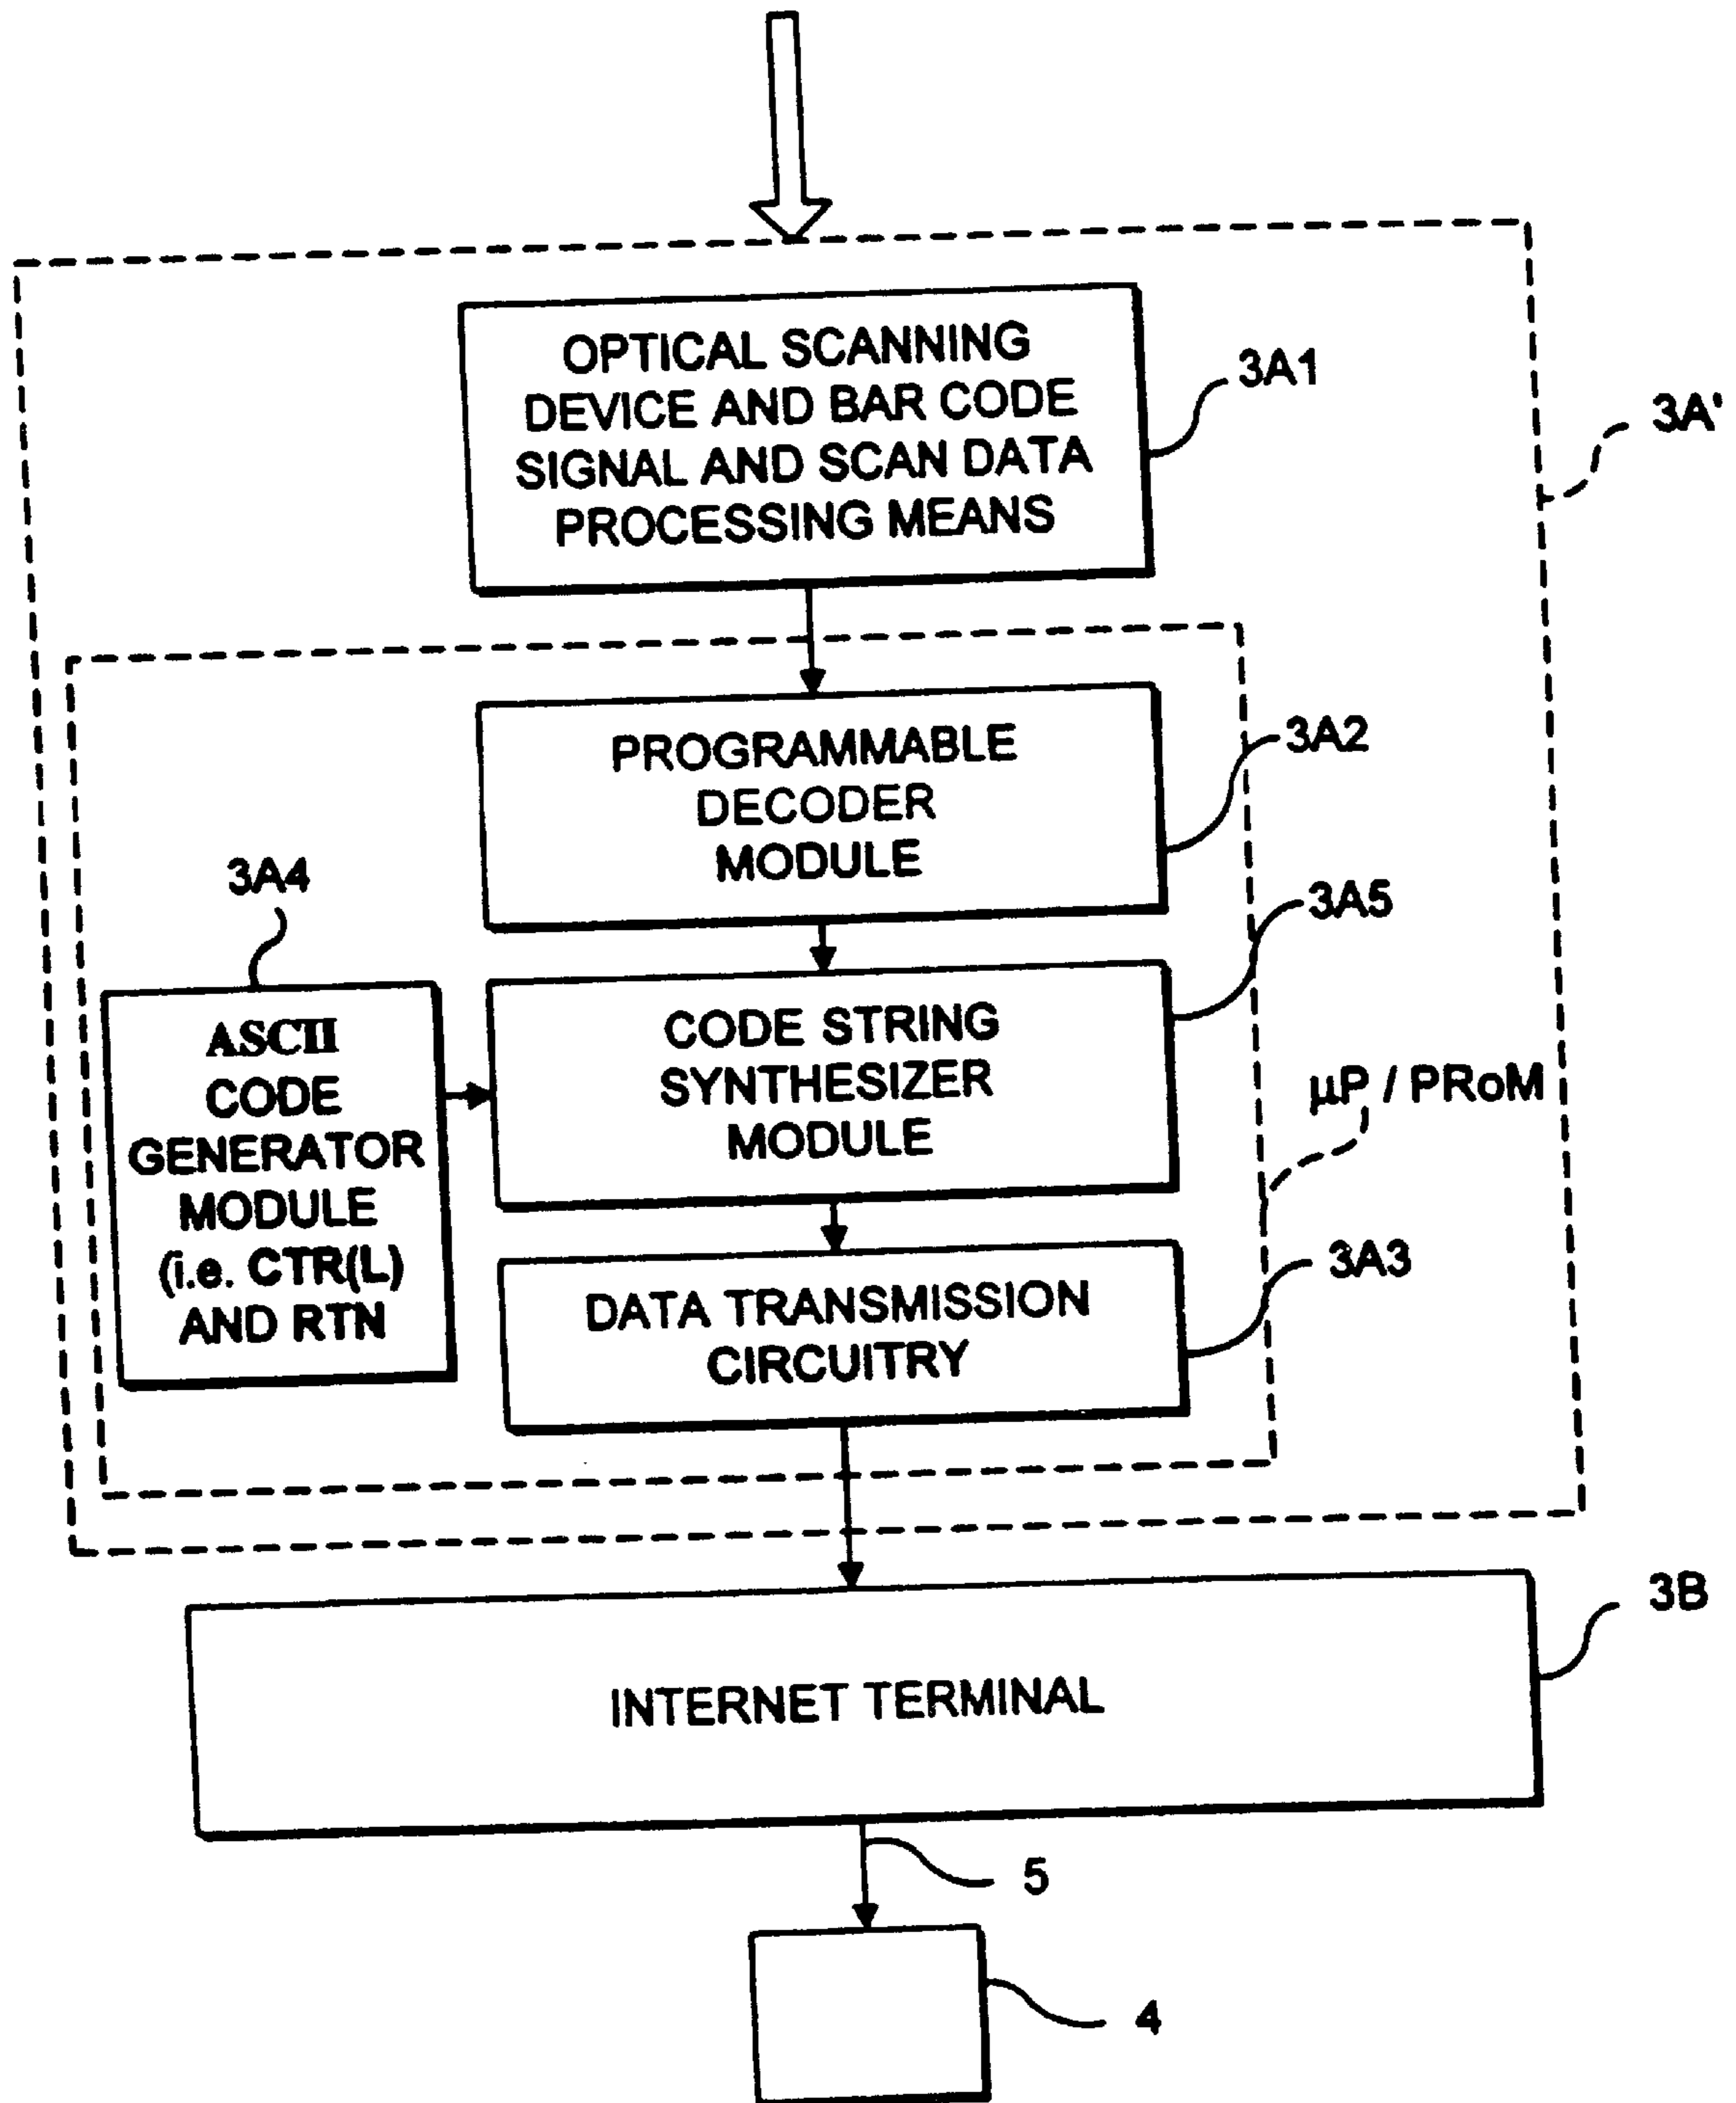 OPTICAL SCANNING
DEVICE AND BAR CODE
SIGNAL AND SCAN DATA
PROCESSING MEANS
3A1
3A'
PROGRAMMABLE
DECODER
MODULE
3A2
3A4
3A5
ASCII
CODE
GENERATOR
MODULE
(i.e. CTR(L)
AND RTN
CODE STRING
SYNTHESIZER
MODULE
µP / PRoM
DATA TRANSMISSION
CIRCUITRY
3A3
INTERNET TERMINAL
3B
5
4